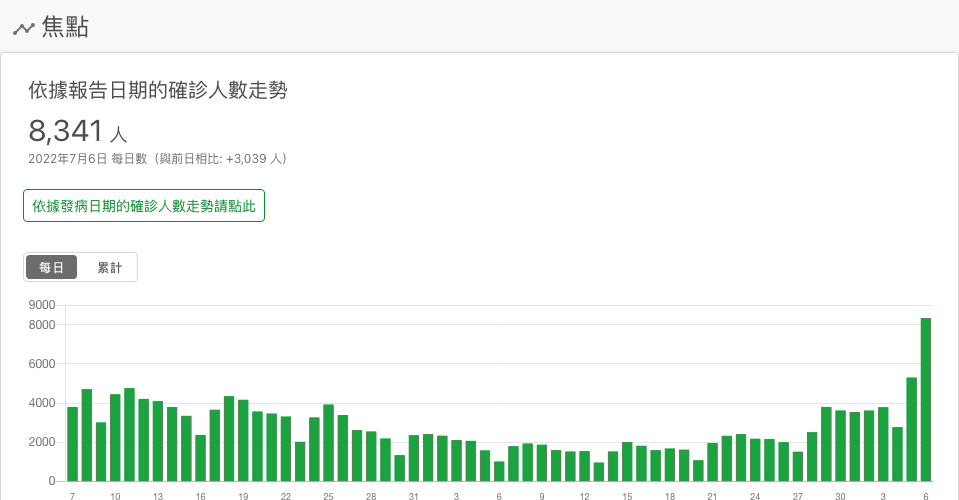 焦點
依據報告日期的確診人數走勢
8,341 人
2022年7月6日 每日數（與前日相比: +3,039 人）
依據發病日期的確診人數走勢請點此
每日 累計
9000
8000
6000
4000
2000
0
7 10 13 16 19 22 25 28 31 3 6 9 12 15 18 21 24 27 30 3 6